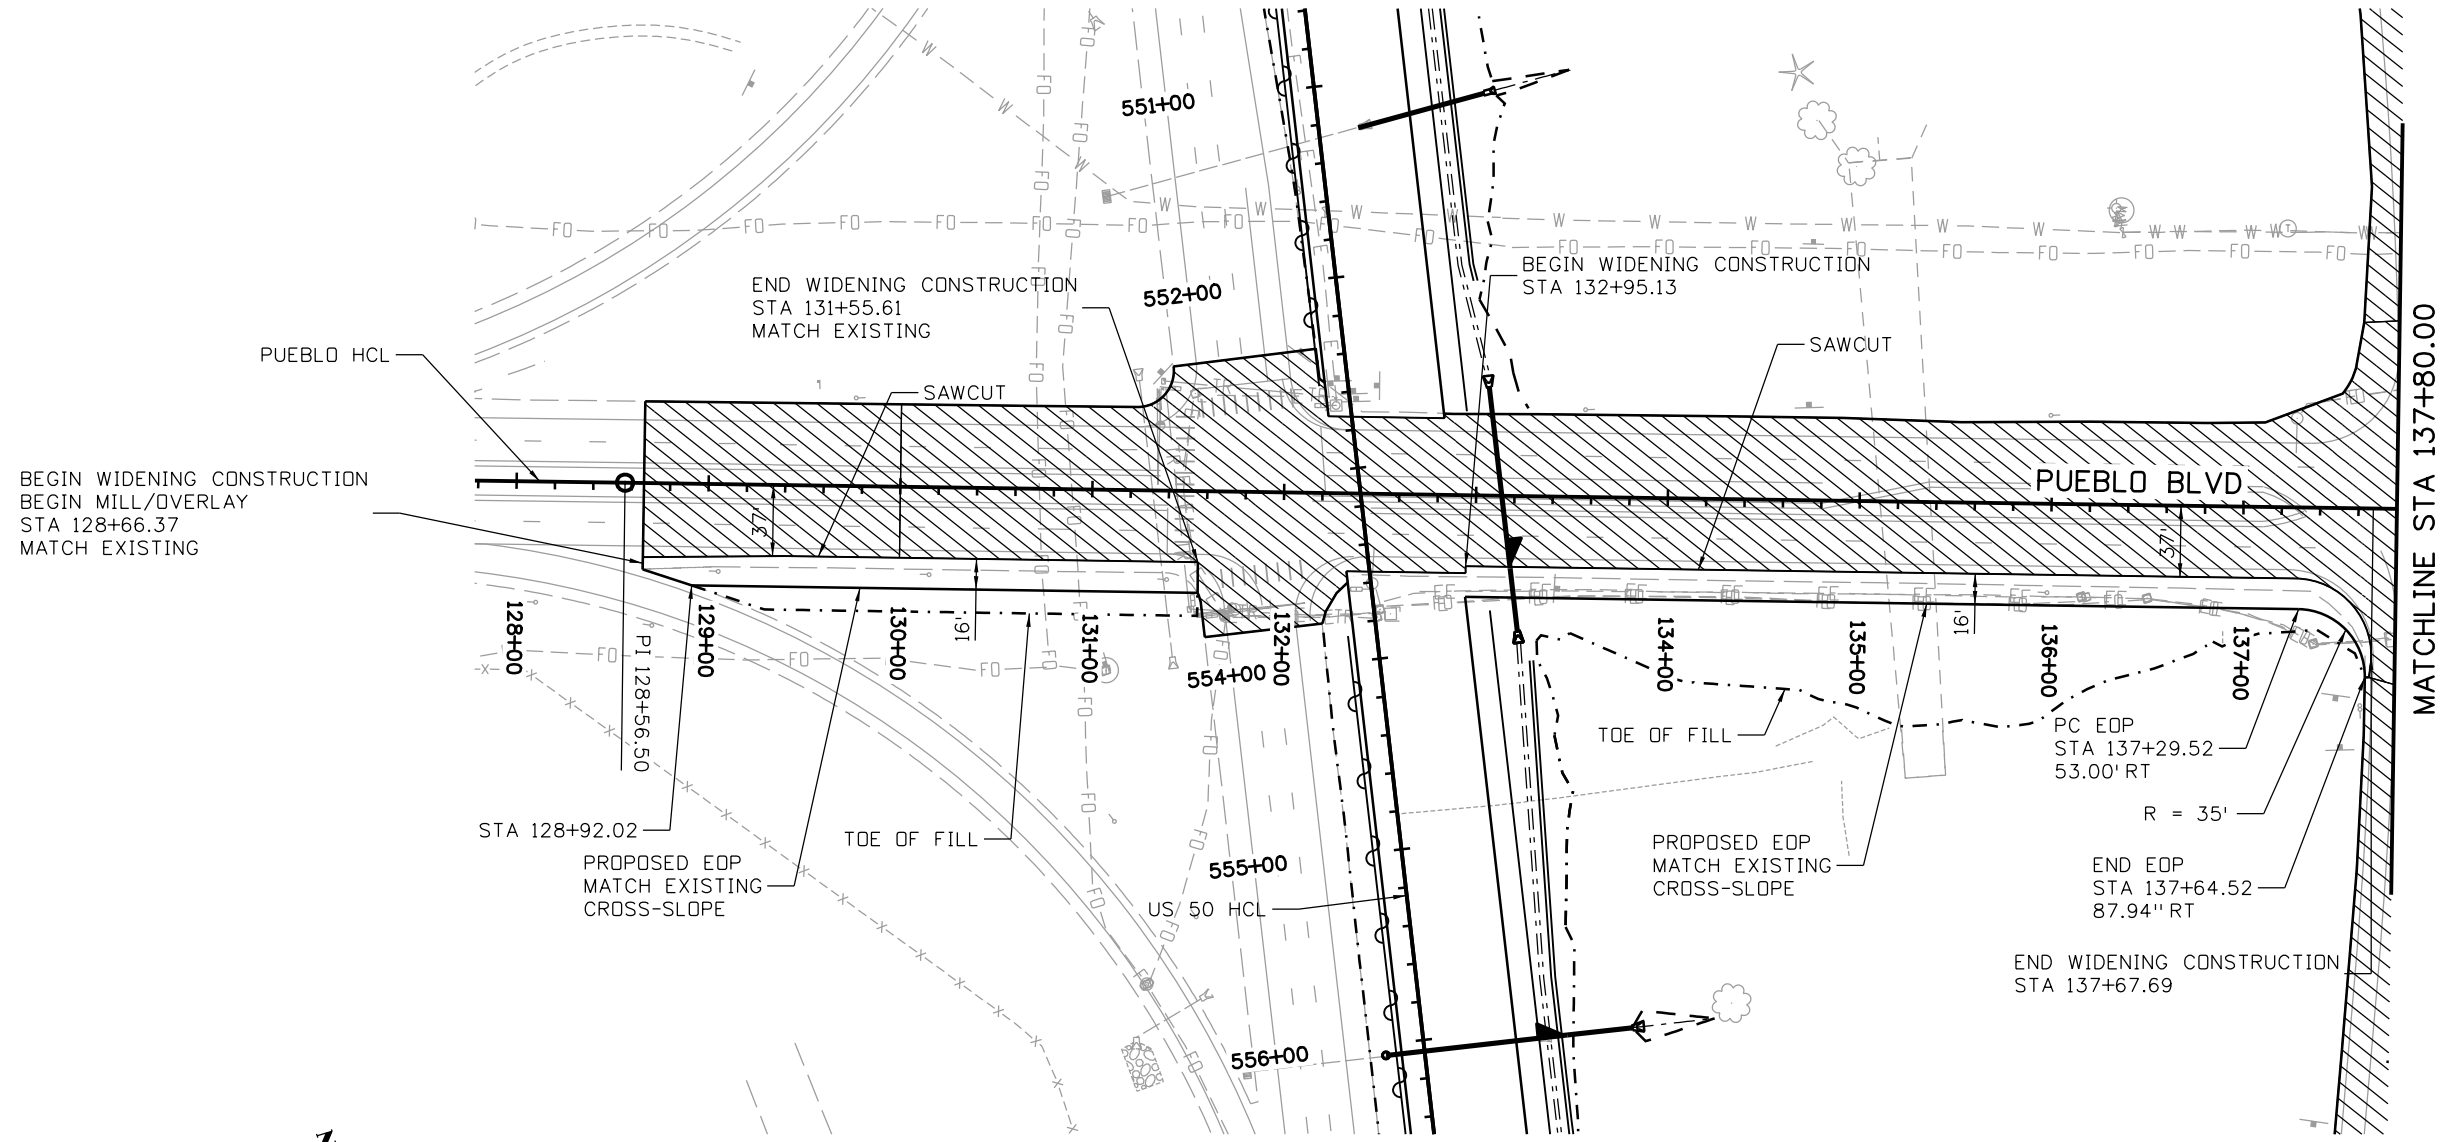 551+00
552+00
BEGIN WIDENING CONSTRUCTION
STA 132+95.13
END WIDENING CONSTRUCTION
STA 131+55.61
MATCH EXISTING
PUEBLO HCL
SAWCUT
SAWCUT
MATCHLINE STA 137+80.00
BEGIN WIDENING CONSTRUCTION
BEGIN MILL/OVERLAY
STA 128+66.37
MATCH EXISTING
PUEBLO BLVD
37'
37'
16'
16'
128+00
129+00
130+00
131+00
132+00
134+00
135+00
136+00
137+00
PI 128+56.50
554+00
TOE OF FILL
PC EOP
STA 137+29.52
53.00' RT
R = 35'
STA 128+92.02
TOE OF FILL
PROPOSED EOP
MATCH EXISTING
CROSS-SLOPE
PROPOSED EOP
MATCH EXISTING
CROSS-SLOPE
555+00
US 50 HCL
END EOP
STA 137+64.52
87.94" RT
END WIDENING CONSTRUCTION
STA 137+67.69
556+00
W
FO
X